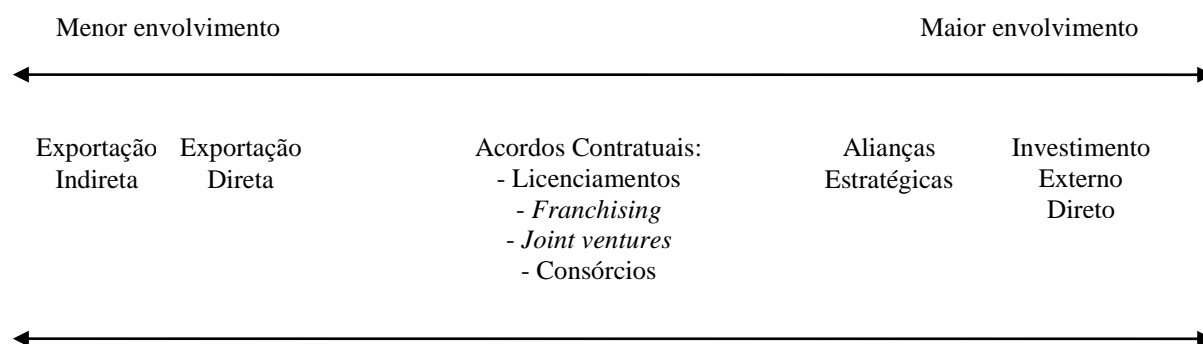 Menor envolvimento
Maior envolvimento
Exportação
Indireta
Exportação
Direta
Acordos Contratuais:
- Licenciamentos
- Franchising
- Joint ventures
- Consórcios
Alianças
Estratégicas
Investimento
Externo
Direto